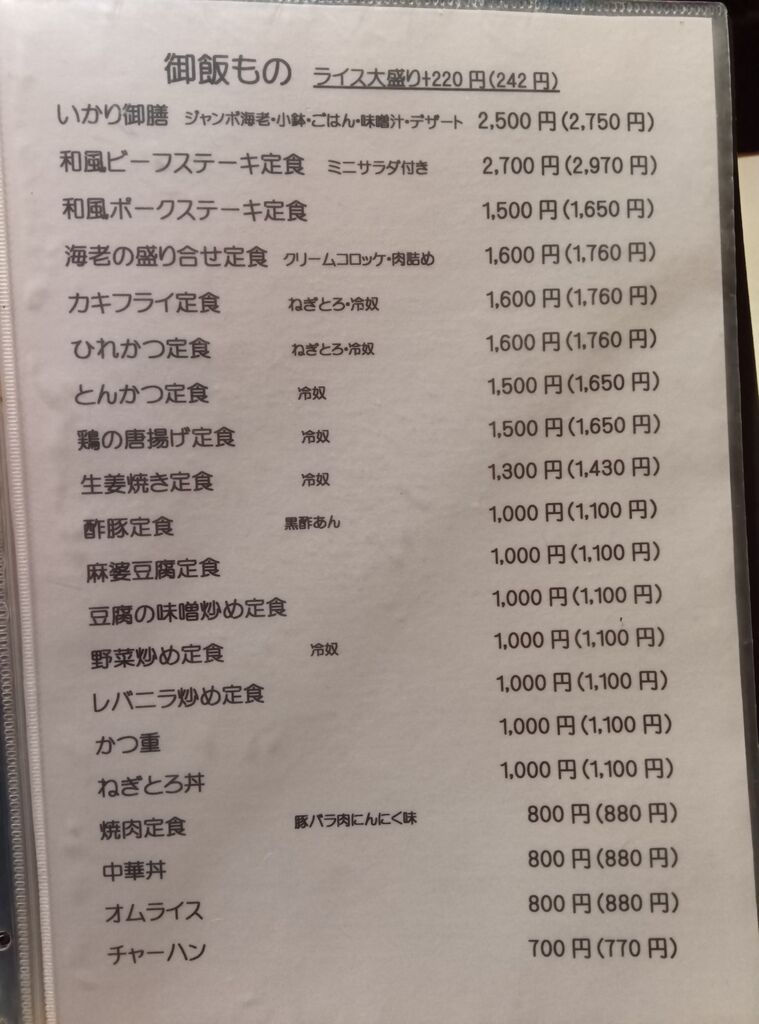 御飯もの ライス大盛り+220円(242円)
いかり御膳 ジャンボ海老・小鉢・ごはん・味噌汁・デザート 2,500円(2,750円)
和風ビーフステーキ定食 ミニサラダ付き 2,700円(2,970円)
和風ポークステーキ定食 1,500円(1,650円)
海老の盛り合せ定食 クリームコロッケ・肉詰め 1,600円(1,760円)
カキフライ定食 ねぎとろ・冷奴 1,600円(1,760円)
ひれかつ定食 ねぎとろ・冷奴 1,600円(1,760円)
とんかつ定食 冷奴 1,500円(1,650円)
鶏の唐揚げ定食 冷奴 1,500円(1,650円)
生姜焼き定食 冷奴 1,300円(1,430円)
酢豚定食 黒酢あん 1,000円(1,100円)
麻婆豆腐定食 1,000円(1,100円)
豆腐の味噌炒め定食 1,000円(1,100円)
野菜炒め定食 冷奴 1,000円(1,100円)
レバニラ炒め定食 1,000円(1,100円)
かつ重 1,000円(1,100円)
ねぎとろ丼 1,000円(1,100円)
焼肉定食 豚バラ肉にんにく味 800円(880円)
中華丼 800円(880円)
オムライス 800円(880円)
チャーハン 700円(770円)